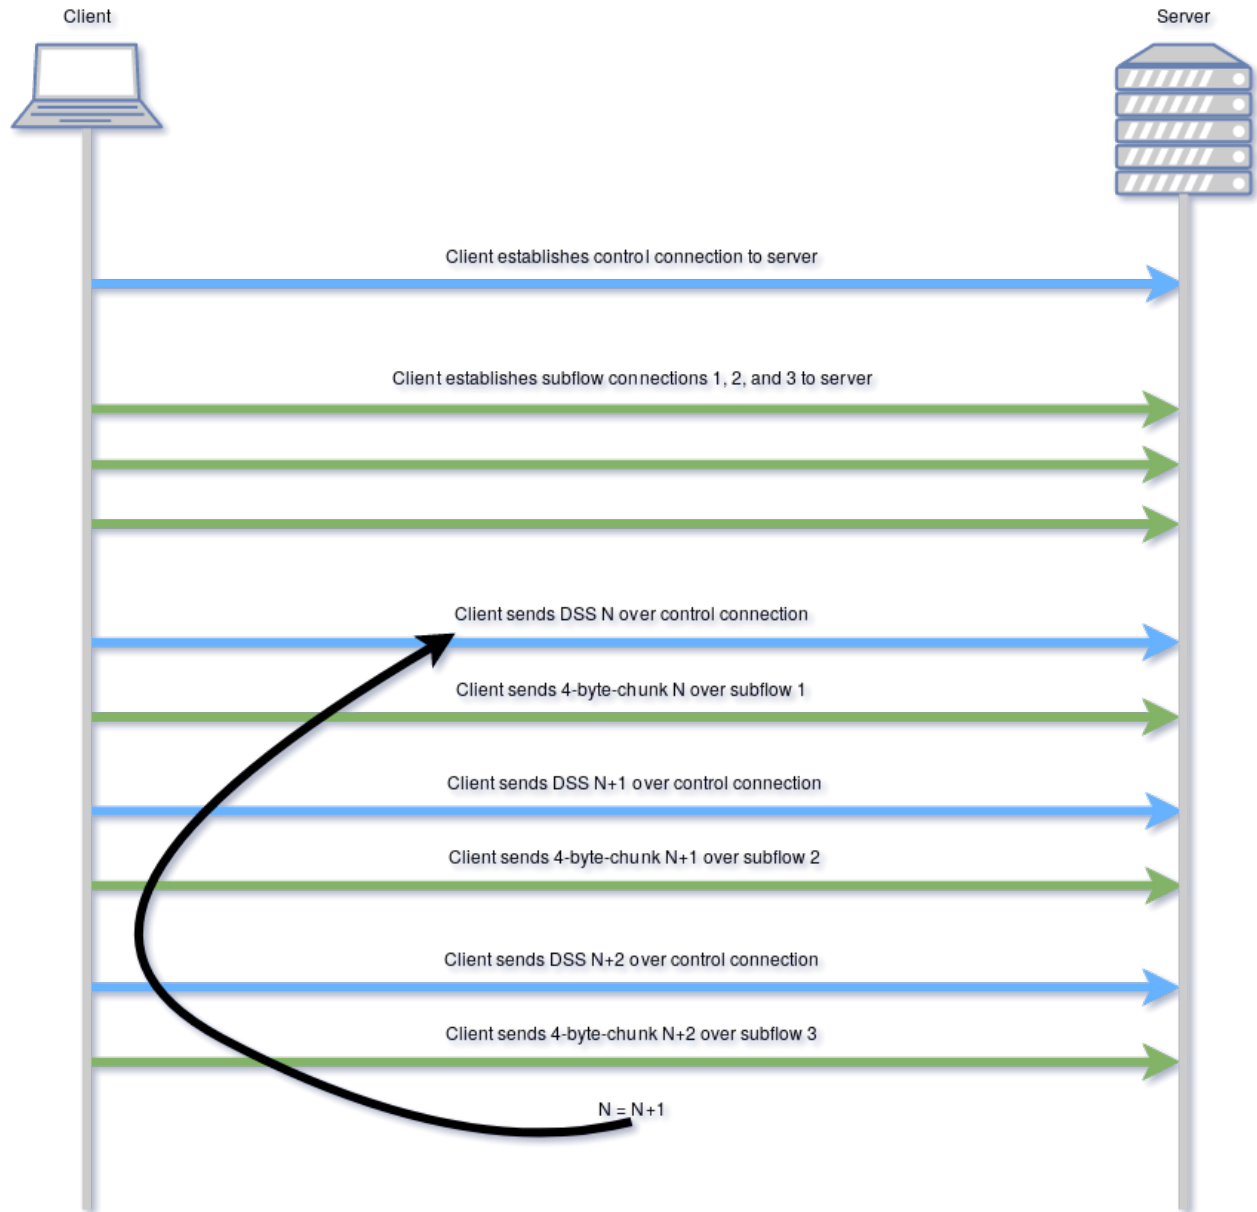 Client
Server
Client establishes control connection to server
Client establishes subflow connections 1, 2, and 3 to server
Client sends DSS N over control connection
Client sends 4-byte-chunk N over subflow 1
Client sends DSS N+1 over control connection
Client sends 4-byte-chunk N+1 over subflow 2
Client sends DSS N+2 over control connection
Client sends 4-byte-chunk N+2 over subflow 3
N = N+1